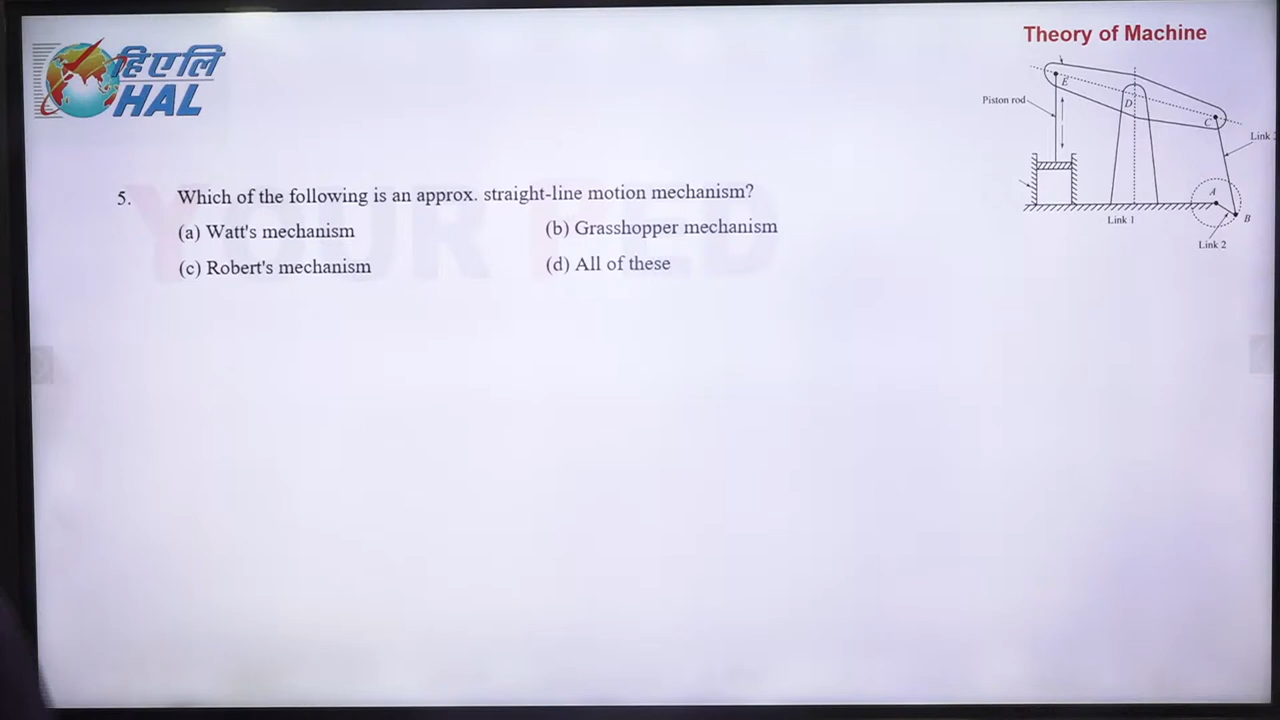 Theory of Machine
हिएलि
HAL
E
D
Piston rod
C
Link
A
B
Link 1
Link 2
5. Which of the following is an approx. straight-line motion mechanism?
(a) Watt's mechanism (b) Grasshopper mechanism
(c) Robert's mechanism (d) All of these